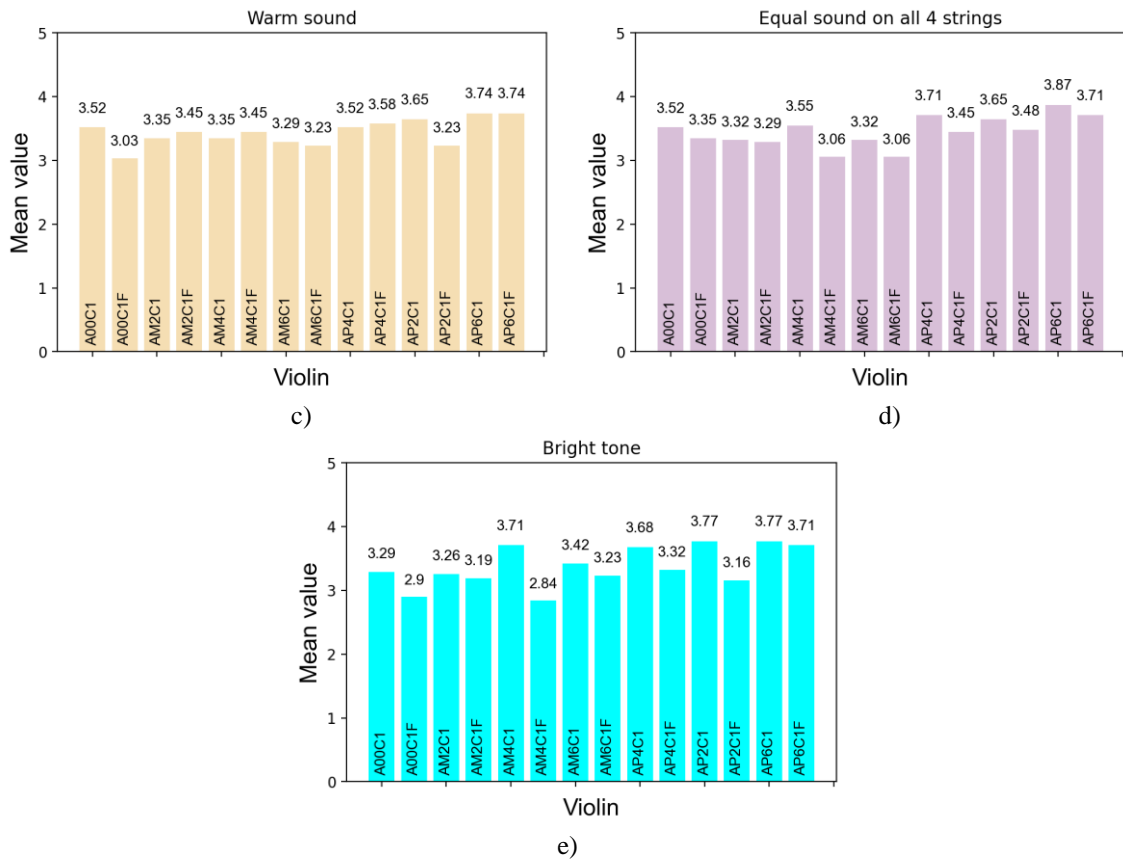 Warm sound
5
4
3
2
1
0
Mean value
3.52
3.03
3.35
3.45
3.35
3.45
3.29
3.23
3.52
3.58
3.65
3.23
3.74
3.74
A00C1
A00C1F
AM2C1
AM2C1F
AM4C1
AM4C1F
AM6C1
AM6C1F
AP4C1
AP4C1F
AP2C1
AP2C1F
AP6C1
AP6C1F
Violin
c)
Equal sound on all 4 strings
5
4
3
2
1
0
Mean value
3.52
3.35
3.32
3.29
3.55
3.06
3.32
3.06
3.71
3.45
3.65
3.48
3.87
3.71
A00C1
A00C1F
AM2C1
AM2C1F
AM4C1
AM4C1F
AM6C1
AM6C1F
AP4C1
AP4C1F
AP2C1
AP2C1F
AP6C1
AP6C1F
Violin
d)
Bright tone
5
4
3
2
1
0
Mean value
3.29
2.9
3.26
3.19
3.71
2.84
3.42
3.23
3.68
3.32
3.77
3.16
3.77
3.71
A00C1
A00C1F
AM2C1
AM2C1F
AM4C1
AM4C1F
AM6C1
AM6C1F
AP4C1
AP4C1F
AP2C1
AP2C1F
AP6C1
AP6C1F
Violin
e)